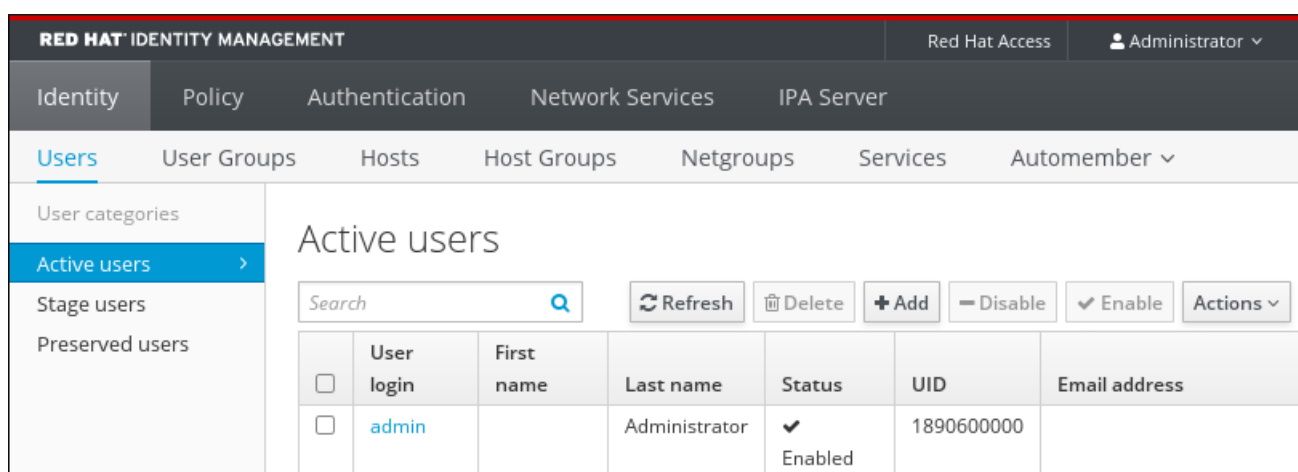 RED HAT IDENTITY MANAGEMENT Red Hat Access Administrator
Identity Policy Authentication Network Services IPA Server
Users User Groups Hosts Host Groups Netgroups Services Automember
User categories
Active users
Stage users
Preserved users
Active users
Search Refresh Delete Add Disable Enable Actions
User login First name Last name Status UID Email address
admin Administrator Enabled 1890600000